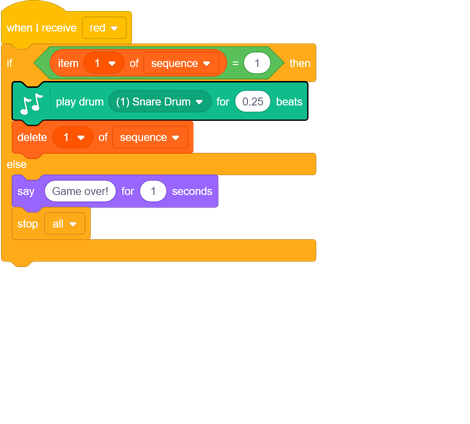 when I receive red
if item 1 of sequence = 1 then
play drum (1) Snare Drum for 0.25 beats
delete 1 of sequence
else
say Game over! for 1 seconds
stop all